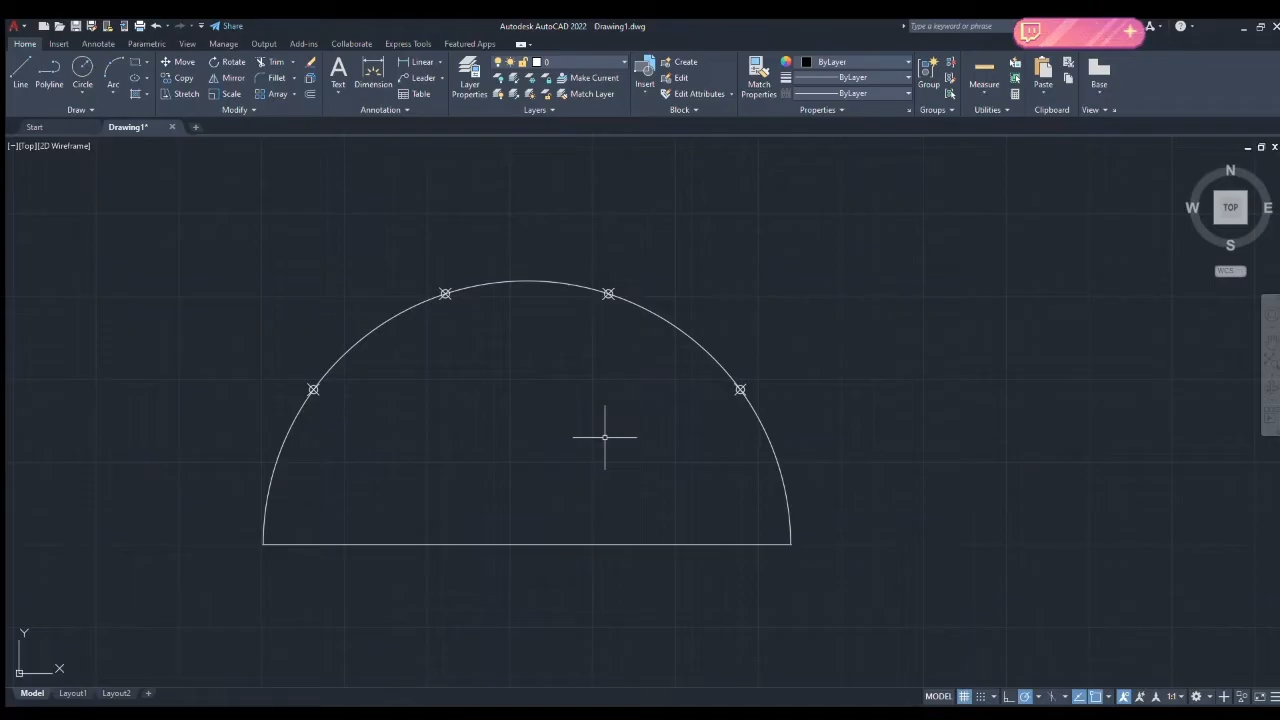 Share
Autodesk AutoCAD 2022 Drawing1.dwg
Type a keyword or phrase
Home Insert Annotate Parametric View Manage Output Add-ins Collaborate Express Tools Featured Apps
Line Polyline Circle Arc
Move Rotate Trim
Copy Mirror Fillet
Stretch Scale Array
Text Dimension
Linear
Leader
Table
Layer Properties
0
Make Current
Match Layer
Insert
Create
Edit
Edit Attributes
Match Properties
ByLayer
ByLayer
ByLayer
Group Measure Paste Base
Draw Modify Annotation Layers Block Properties Groups Utilities Clipboard View
Start Drawing1*
[−][Top][2D Wireframe]
N
W TOP E
S
WCS
Y
X
Model Layout1 Layout2 +
MODEL 1:1